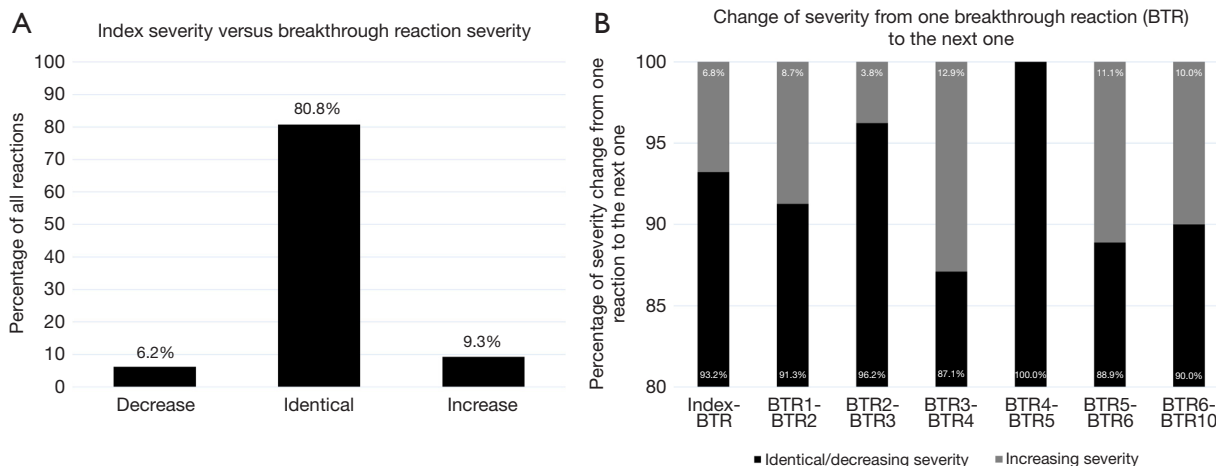 A
Index severity versus breakthrough reaction severity
Percentage of all reactions
100
90
80
70
60
50
40
30
20
10
0
6.2%
80.8%
9.3%
Decrease
Identical
Increase
B
Change of severity from one breakthrough reaction (BTR)
to the next one
Percentage of severity change from one
reaction to the next one
100
95
90
85
80
6.8%
8.7%
3.8%
12.9%
11.1%
10.0%
93.2%
91.3%
96.2%
87.1%
100.0%
88.9%
90.0%
Index-
BTR
BTR1-
BTR2
BTR2-
BTR3
BTR3-
BTR4
BTR4-
BTR5
BTR5-
BTR6
BTR6-
BTR10
Identical/decreasing severity
Increasing severity